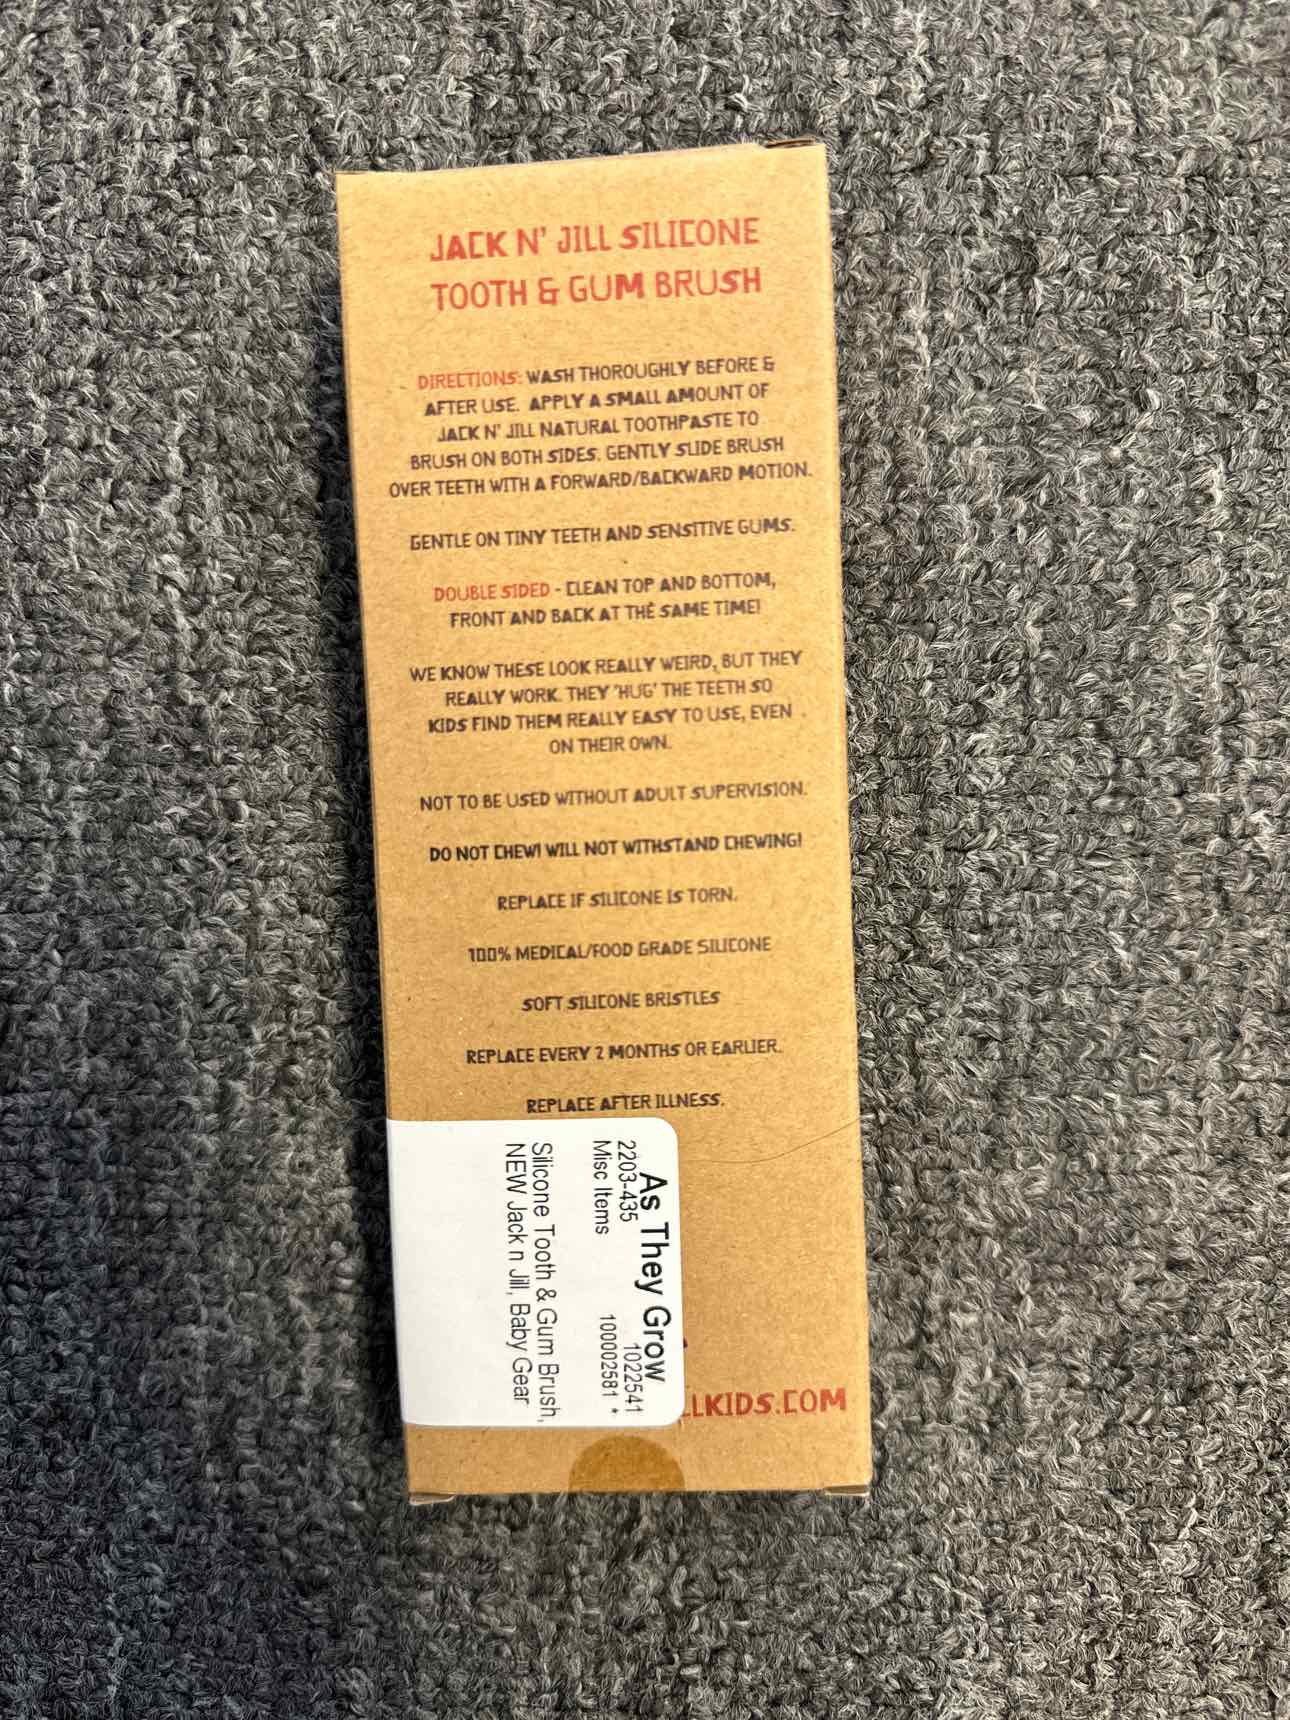 JACK N' JILL SILICONE
TOOTH & GUM BRUSH
DIRECTIONS: WASH THOROUGHLY BEFORE &
AFTER USE. APPLY A SMALL AMOUNT OF
JACK N' JILL NATURAL TOOTHPASTE TO
BRUSH ON BOTH SIDES. GENTLY SLIDE BRUSH
OVER TEETH WITH A FORWARD/BACKWARD MOTION.
GENTLE ON TINY TEETH AND SENSITIVE GUMS.
DOUBLE SIDED - CLEAN TOP AND BOTTOM,
FRONT AND BACK AT THE SAME TIME!
WE KNOW THESE LOOK REALLY WEIRD, BUT THEY
REALLY WORK. THEY 'HUG' THE TEETH SO
KIDS FIND THEM REALLY EASY TO USE, EVEN
ON THEIR OWN.
NOT TO BE USED WITHOUT ADULT SUPERVISION.
DO NOT CHEW! WILL NOT WITHSTAND CHEWING!
REPLACE IF SILICONE IS TORN.
100% MEDICAL/FOOD GRADE SILICONE
SOFT SILICONE BRISTLES
REPLACE EVERY 2 MONTHS OR EARLIER.
REPLACE AFTER ILLNESS.
As They Grow
2203-435 1022541
Misc Items 100002581 *
Silicone Tooth & Gum Brush,
NEW Jack n Jill, Baby Gear
LLKIDS.COM